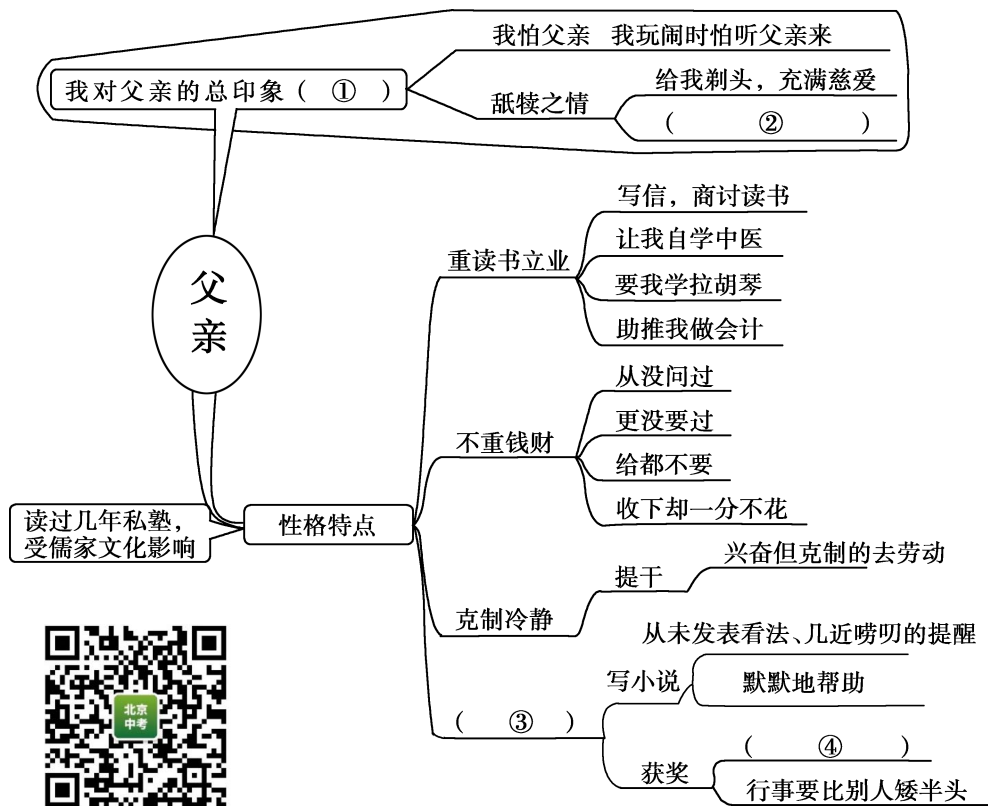 我怕父亲 我玩闹时怕听父亲来
我对父亲的总印象（ ① ）
给我剃头，充满慈爱
舐犊之情
（ ② ）
父亲
写信，商讨读书
让我自学中医
重读书立业
要我学拉胡琴
助推我做会计
从没问过
更没要过
不重钱财
给都不要
收下却一分不花
读过几年私塾，
受儒家文化影响
性格特点
兴奋但克制的去劳动
提干
克制冷静
从未发表看法、几近唠叨的提醒
写小说
默默地帮助
（ ③ ）
（ ④ ）
获奖
行事要比别人矮半头
北京
中考